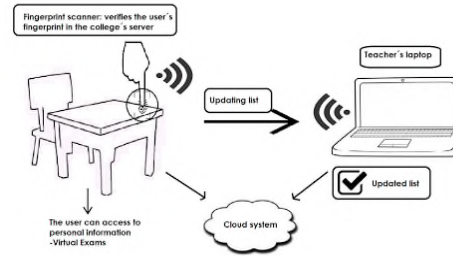 Fingerprint scanner: verifies the user´s
fingerprint in the college´s server
Teacher´s laptop
Updating list
Updated list
The user can access to
personal information
-Virtual Exams
Cloud system